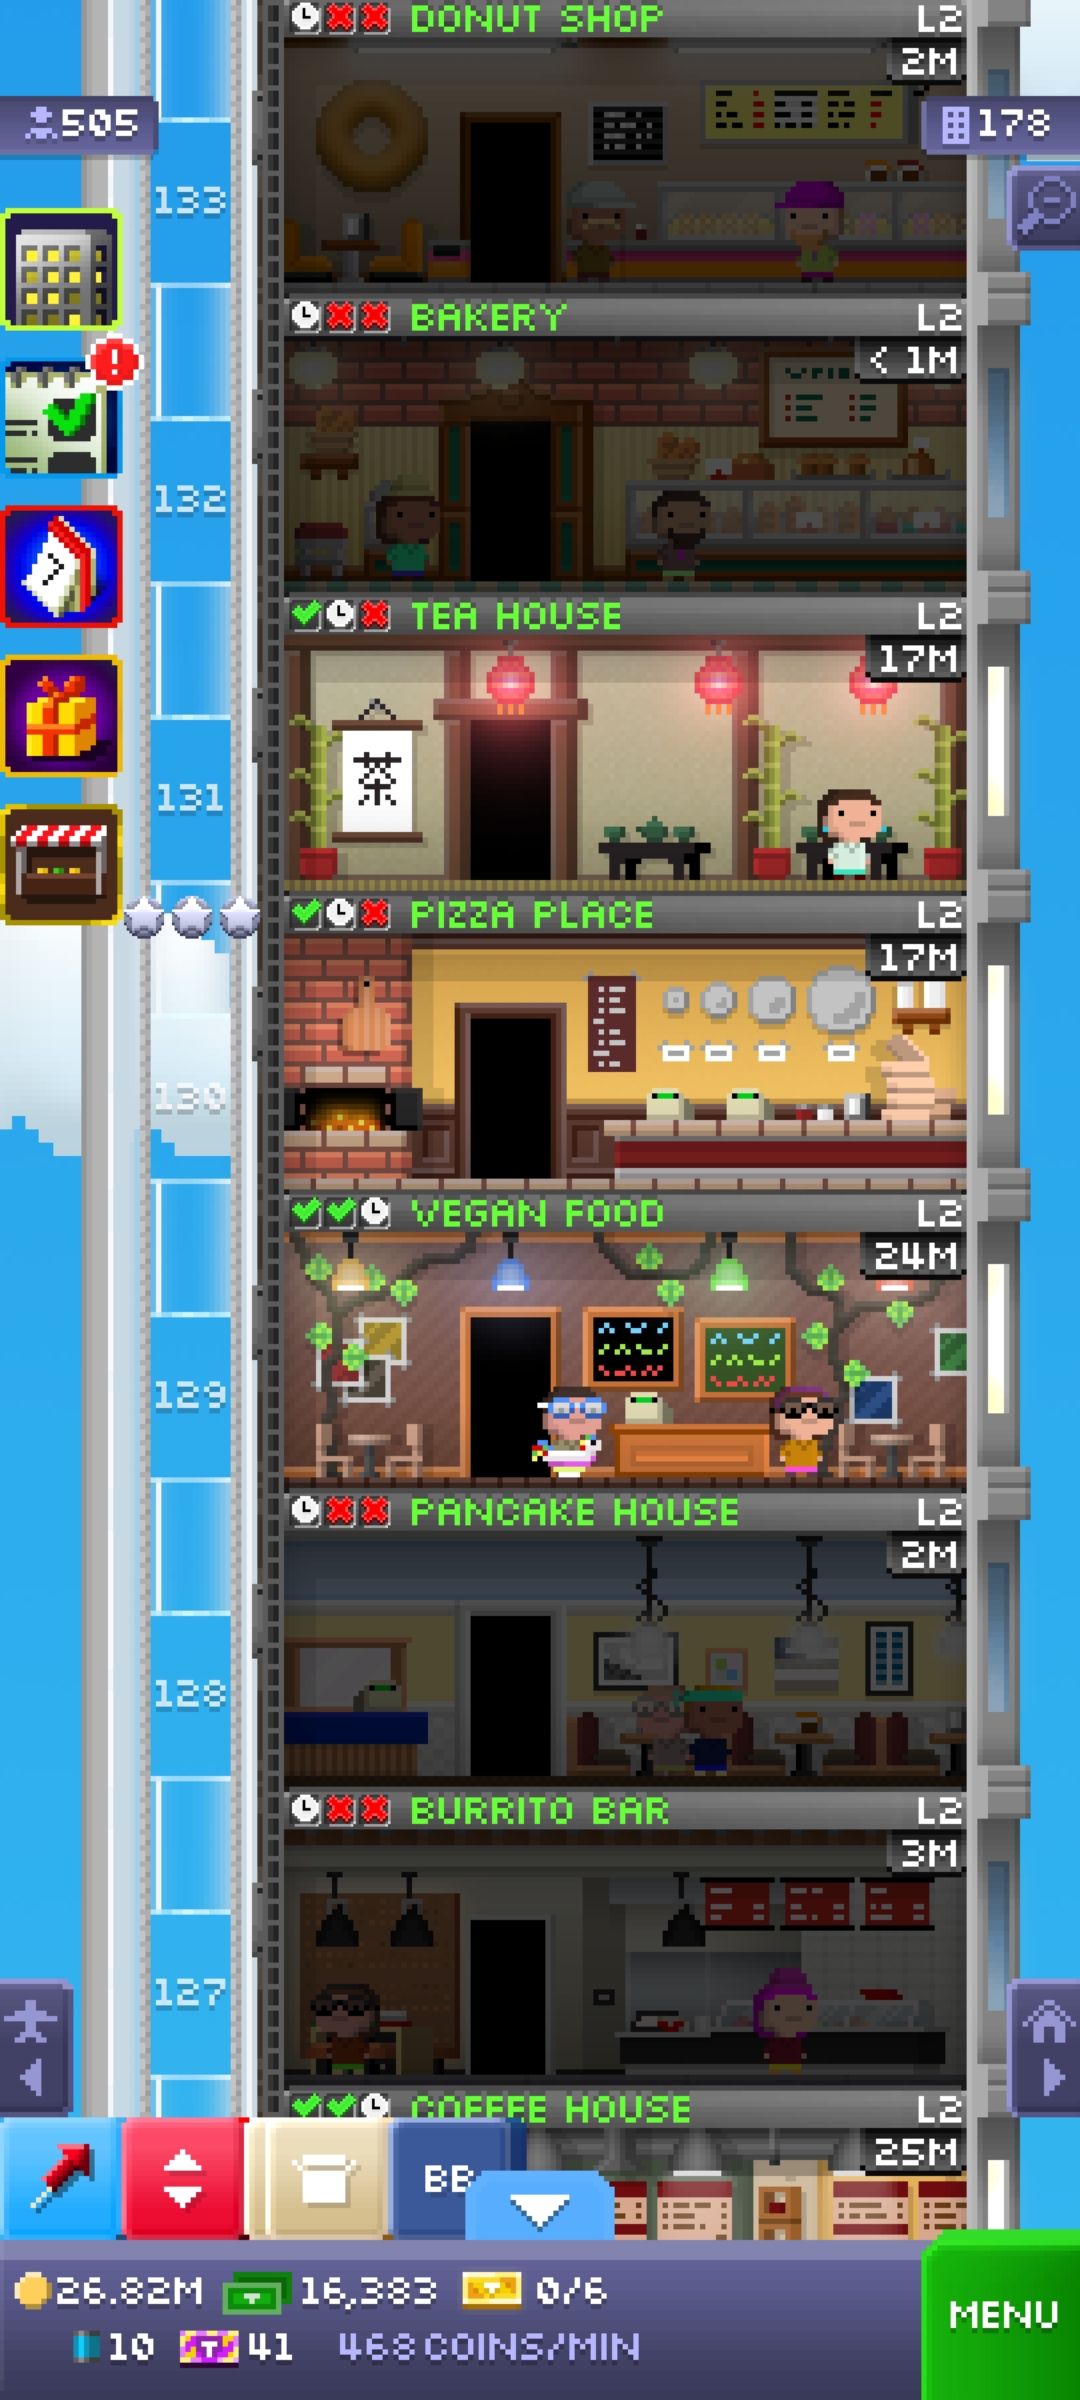 DONUT SHOP L2
2M
505
178
133
BAKERY L2
< 1M
132
TEA HOUSE L2
17M
茶
131
PIZZA PLACE L2
17M
130
VEGAN FOOD L2
24M
129
PANCAKE HOUSE L2
2M
128
BURRITO BAR L2
3M
127
COFFEE HOUSE L2
25M
BB
26.82M 16,383 0/6
10 41 468 COINS/MIN
MENU